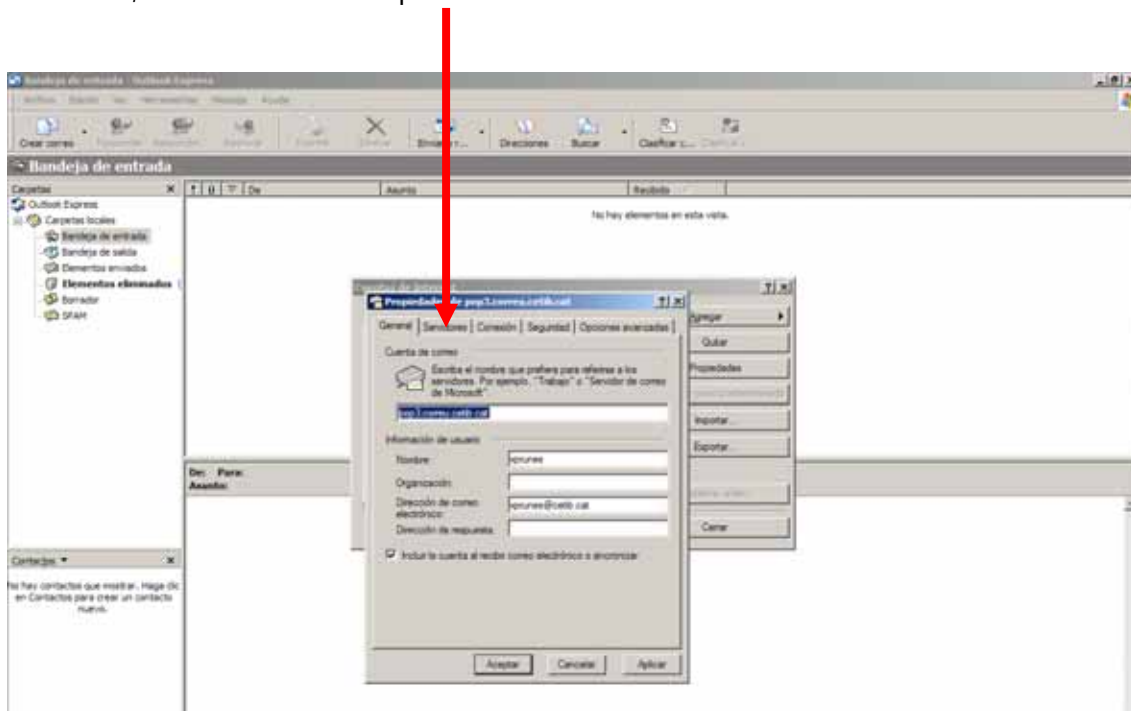 Bandeja de entrada - Outlook Express
Crear correo Enviar y r... Direcciones Buscar Clasificar c...
Bandeja de entrada
Carpetas
De Asunto Recibido
Outlook Express
No hay elementos en esta vista.
Carpetas locales
Bandeja de entrada
Bandeja de salida
Elementos enviados
Elementos eliminados
Borrador
SPAM
Propiedades de pop3.correu.cetib.cat
General Servidores Conexión Seguridad Opciones avanzadas
Agregar
Quitar
Propiedades
Importar...
Exportar...
Cerrar
Cuenta de correo
Escriba el nombre que prefiera para referirse a los
servidores. Por ejemplo, "Trabajo" o "Servidor de correo
de Microsoft".
pop3.correu.cetib.cat
Información de usuario
Nombre:
Organización:
Dirección de correo
electrónico:
Dirección de respuesta:
Incluir la cuenta al recibir correo electrónico o sincronizar
Aceptar Cancelar Aplicar
De: Para:
Asunto:
Contactos
No hay contactos que mostrar. Haga clic
en Contactos para crear un contacto
nuevo.